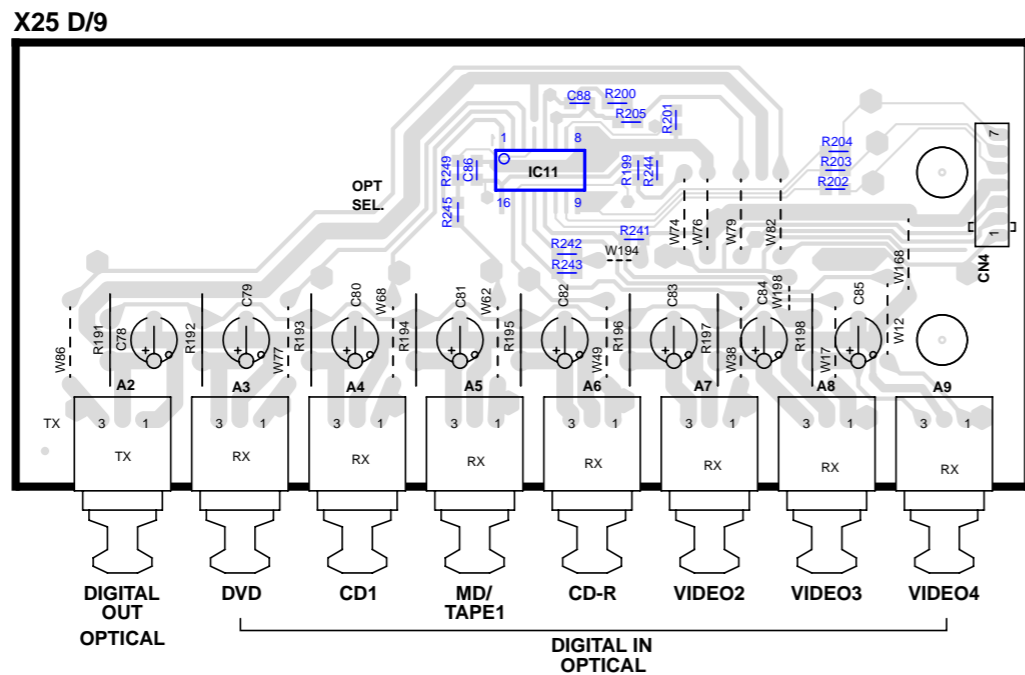 X25 D/9
C88 R200
R205
R201
1 8
R249
C86
IC11
R199
R244
R204
R203
R202
7
OPT
SEL.
R245
16 9
R241
R242
W194
R243
W74
W76
W79
W82
W168
1
CN4
W86
R191
C78
R192
C79
W77
R193
C80
W68
R194
C81
W62
R195
C82
W49
R196
C83
R197
W38
C84
W198
R198
W17
C85
W12
+ + + + + + + +
A2 A3 A4 A5 A6 A7 A8 A9
TX 3 1 3 1 3 1 3 1 3 1 3 1 3 1 3 1
TX RX RX RX RX RX RX RX
DIGITAL
OUT
OPTICAL
DVD
CD1
MD/
TAPE1
CD-R
VIDEO2
VIDEO3
VIDEO4
DIGITAL IN
OPTICAL